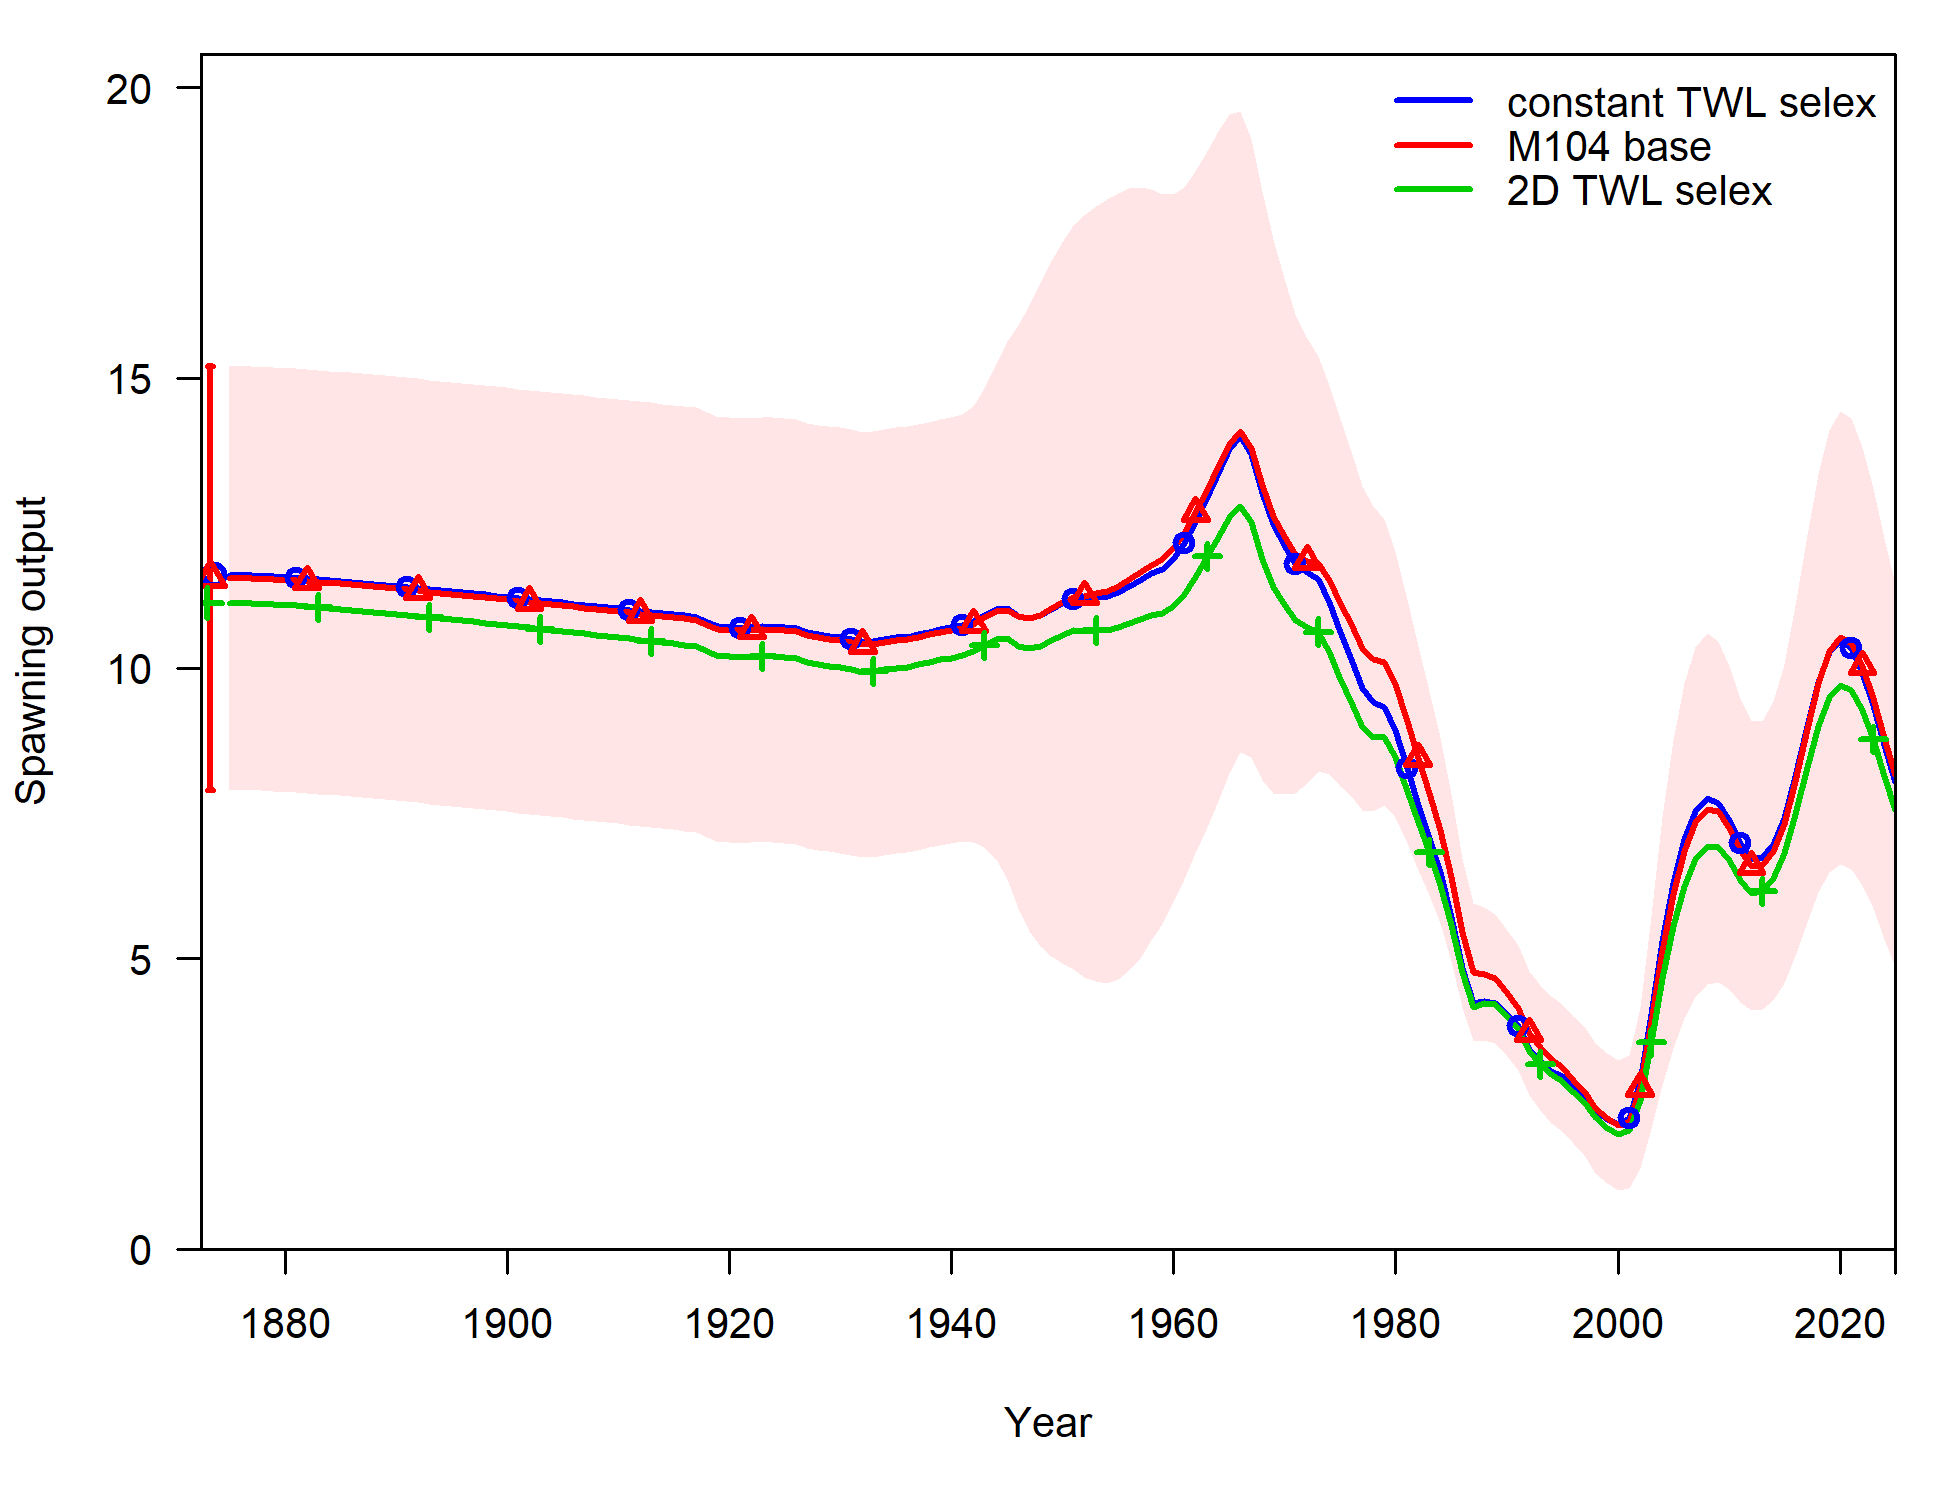 constant TWL selex
M104 base
2D TWL selex
20
15
10
5
0
Spawning output
1880 1900 1920 1940 1960 1980 2000 2020
Year